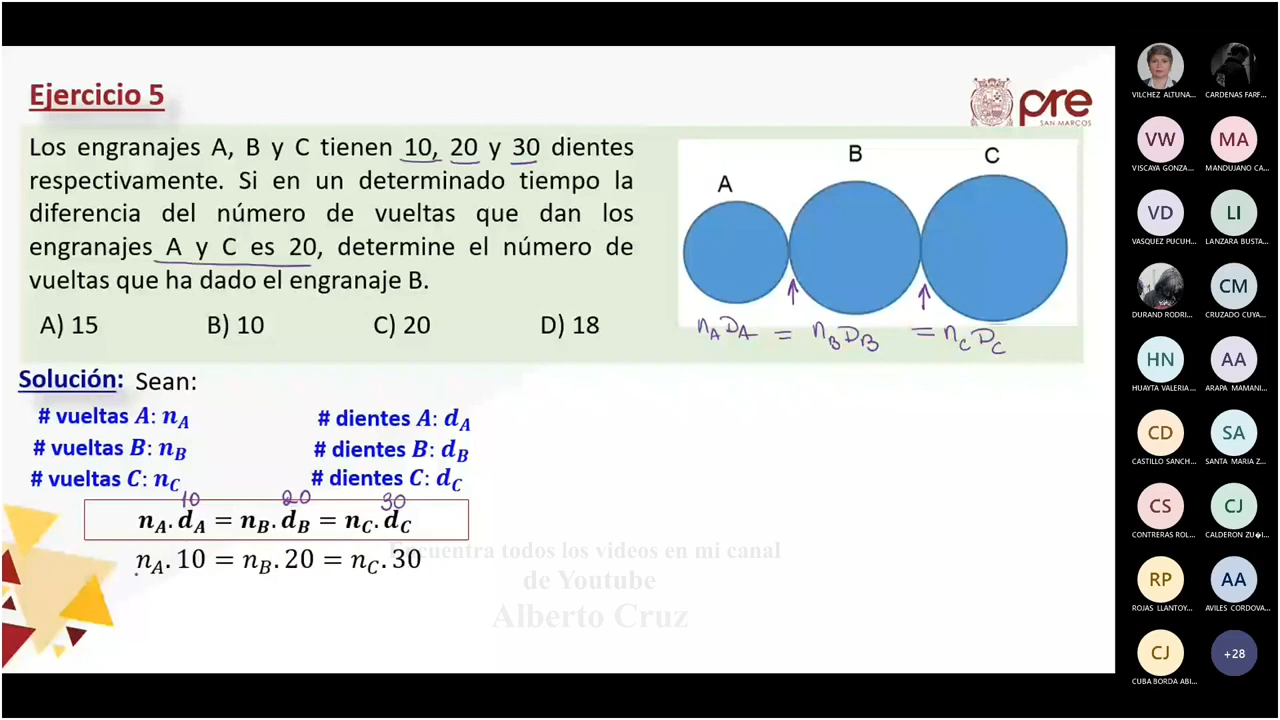 Ejercicio 5
pre
SAN MARCOS
Los engranajes A, B y C tienen 10, 20 y 30 dientes
respectivamente. Si en un determinado tiempo la
diferencia del número de vueltas que dan los
engranajes A y C es 20, determine el número de
vueltas que ha dado el engranaje B.
A) 15 B) 10 C) 20 D) 18
A B C
n_A D_A = n_B D_B = n_C D_C
Solución: Sean:
# vueltas A: n_A # dientes A: d_A
# vueltas B: n_B # dientes B: d_B
# vueltas C: n_C # dientes C: d_C
10 20 30
n_A. d_A = n_B. d_B = n_C. d_C
n_A. 10 = n_B. 20 = n_C. 30
Encuentra todos los videos en mi canal
de Youtube
Alberto Cruz
VILCHEZ ALTUNA... CARDENAS FARF...
VW MA
VISCAYA GONZA... MANDUJANO CA...
VD LI
VASQUEZ PUCUH... LANZARA BUSTA...
CM
DURAND RODRI... CRUZADO CUYA...
HN AA
HUAYTA VALERIA... ARAPA MAMANI...
CD SA
CASTILLO SANCH... SANTA MARIA Z...
CS CJ
CONTRERAS ROL... CALDERON ZU�I...
RP AA
ROJAS LLANTOY... AVILES CORDOVA...
CJ +28
CUBA BORDA ABI...